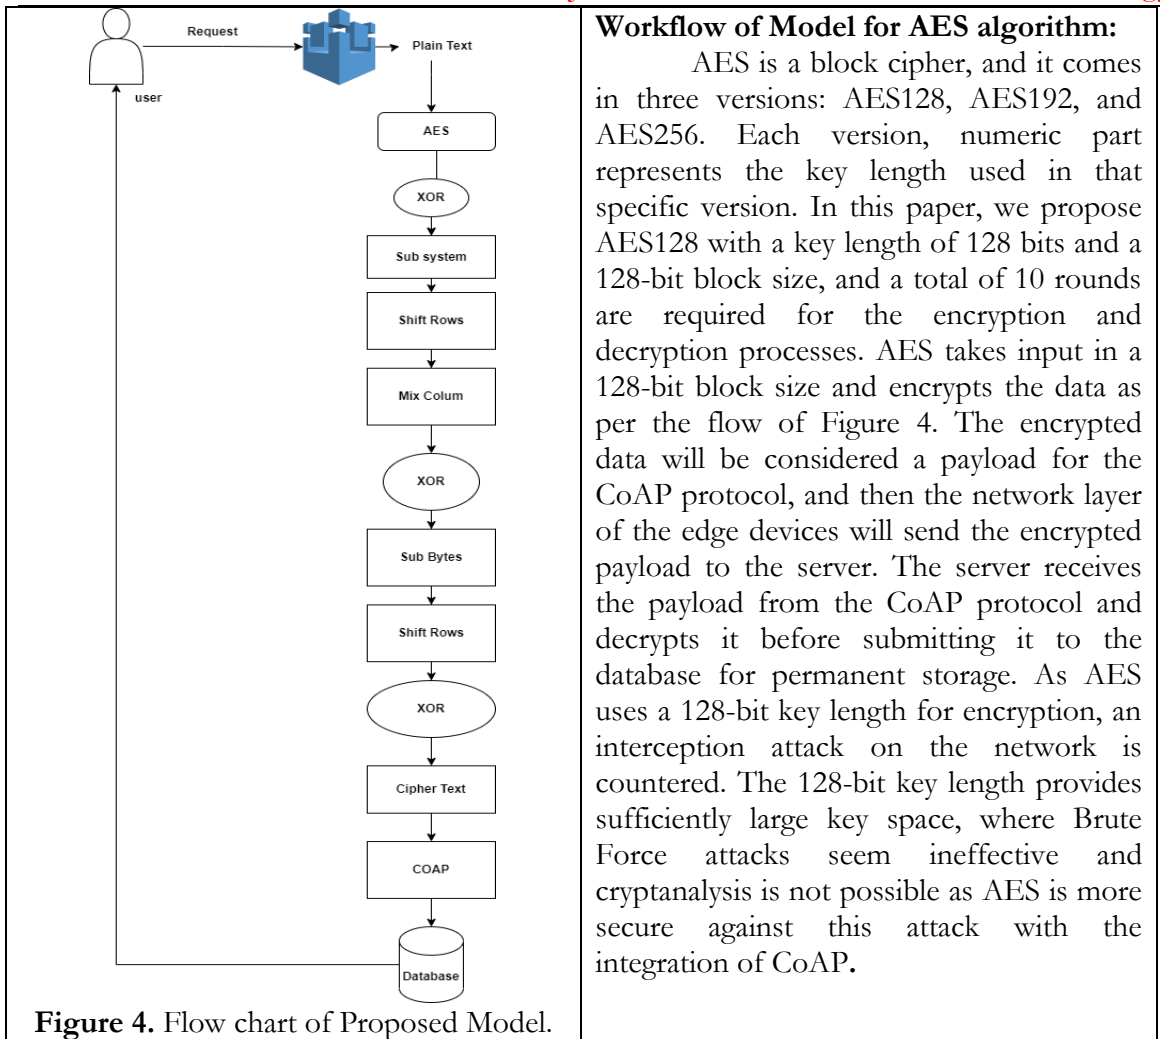 Request
Plain Text
user
AES
XOR
Sub system
Shift Rows
Mix Colum
XOR
Sub Bytes
Shift Rows
XOR
Cipher Text
COAP
Database
Figure 4. Flow chart of Proposed Model.
Workflow of Model for AES algorithm:
AES is a block cipher, and it comes
in three versions: AES128, AES192, and
AES256. Each version, numeric part
represents the key length used in that
specific version. In this paper, we propose
AES128 with a key length of 128 bits and a
128-bit block size, and a total of 10 rounds
are required for the encryption and
decryption processes. AES takes input in a
128-bit block size and encrypts the data as
per the flow of Figure 4. The encrypted
data will be considered a payload for the
CoAP protocol, and then the network layer
of the edge devices will send the encrypted
payload to the server. The server receives
the payload from the CoAP protocol and
decrypts it before submitting it to the
database for permanent storage. As AES
uses a 128-bit key length for encryption, an
interception attack on the network is
countered. The 128-bit key length provides
sufficiently large key space, where Brute
Force attacks seem ineffective and
cryptanalysis is not possible as AES is more
secure against this attack with the
integration of CoAP.